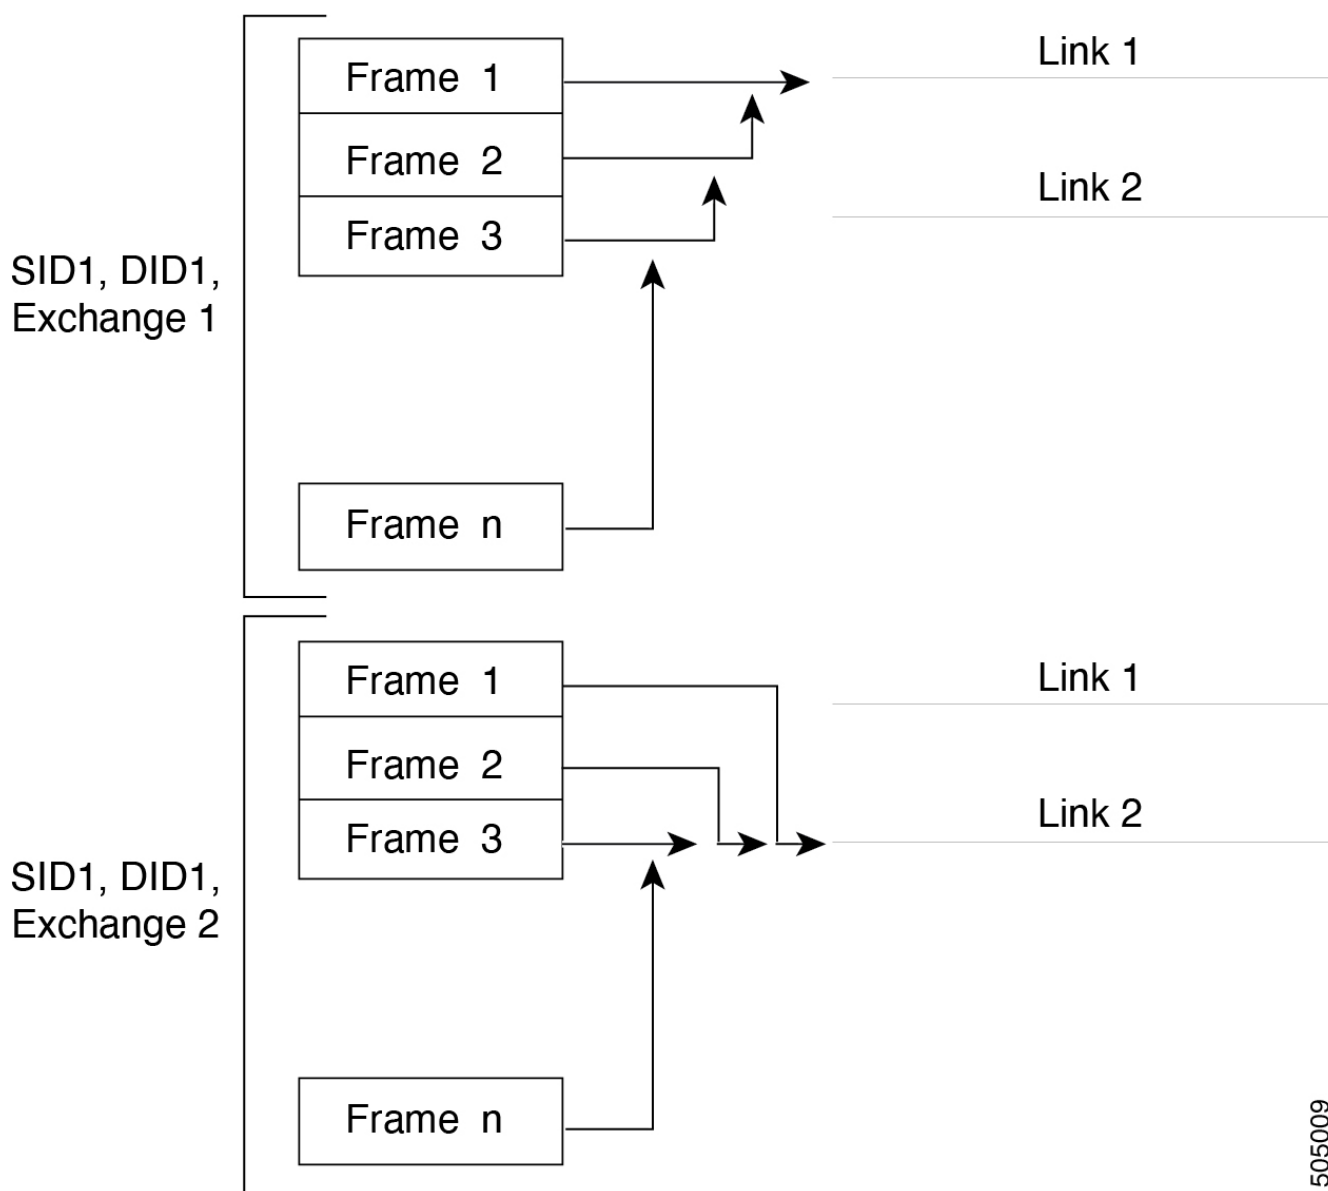 Frame 1
Frame 2
Frame 3
SID1, DID1,
Exchange 1
Frame n
Link 1
Link 2
Frame 1
Frame 2
Frame 3
SID1, DID1,
Exchange 2
Frame n
Link 1
Link 2
505009